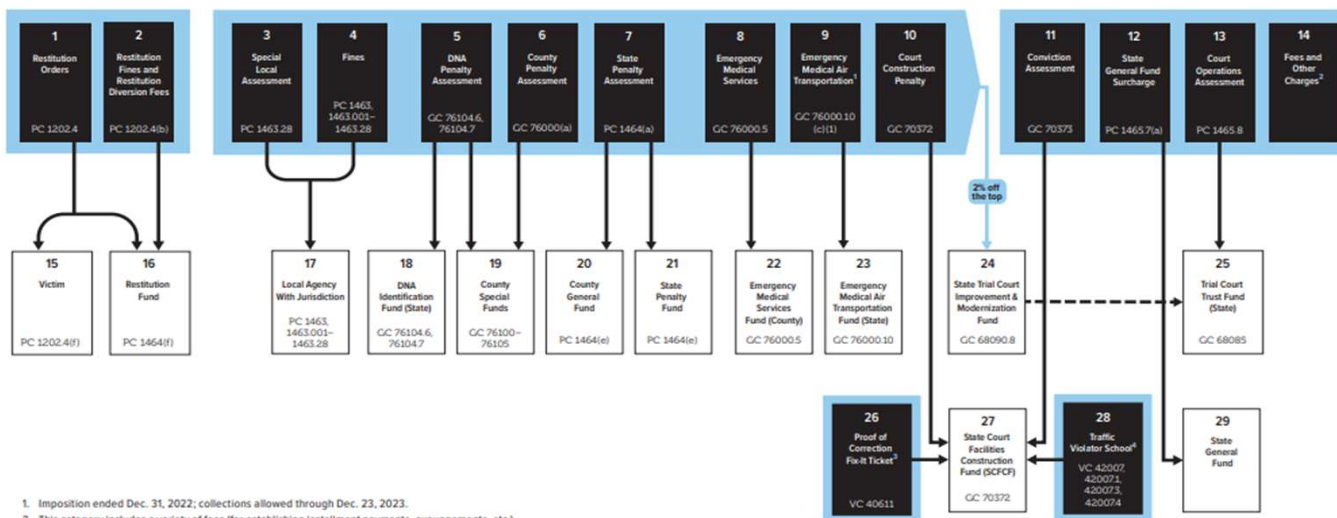 1
Restitution
Orders
PC 1202.4
2
Restitution
Fines and
Restitution
Diversion Fees
PC 1202.4(b)
3
Special
Local
Assessment
PC 1463.28
4
Fines
PC 1463,
1463.001–
1463.28
5
DNA
Penalty
Assessment
GC 76104.6,
76104.7
6
County
Penalty
Assessment
GC 76000(a)
7
State
Penalty
Assessment
PC 1464(a)
8
Emergency
Medical
Services
GC 76000.5
9
Emergency
Medical Air
Transportation¹
GC 76000.10
(c)(1)
10
Court
Construction
Penalty
GC 70372
11
Conviction
Assessment
GC 70373
12
State
General Fund
Surcharge
PC 1465.7(a)
13
Court
Operations
Assessment
PC 1465.8
14
Fees and
Other
Charges²
2% off
the top
15
Victim
PC 1202.4(f)
16
Restitution
Fund
PC 1464(f)
17
Local Agency
With Jurisdiction
PC 1463,
1463.001–
1463.28
18
DNA
Identification
Fund (State)
GC 76104.6,
76104.7
19
County
Special
Funds
GC 76100–
76105
20
County
General
Fund
PC 1464(e)
21
State
Penalty
Fund
PC 1464(e)
22
Emergency
Medical
Services
Fund (County)
GC 76000.5
23
Emergency
Medical Air
Transportation
Fund (State)
GC 76000.10
24
State Trial Court
Improvement &
Modernization
Fund
GC 68090.8
25
Trial Court
Trust Fund
(State)
GC 68085
26
Proof of
Correction
Fix-It Ticket³
VC 40611
27
State Court
Facilities
Construction
Fund (SCFCF)
GC 70372
28
Traffic
Violator School⁴
VC 42007,
42007.1,
42007.3,
42007.4
29
State
General
Fund
1. Imposition ended Dec. 31, 2022; collections allowed through Dec. 23, 2023.